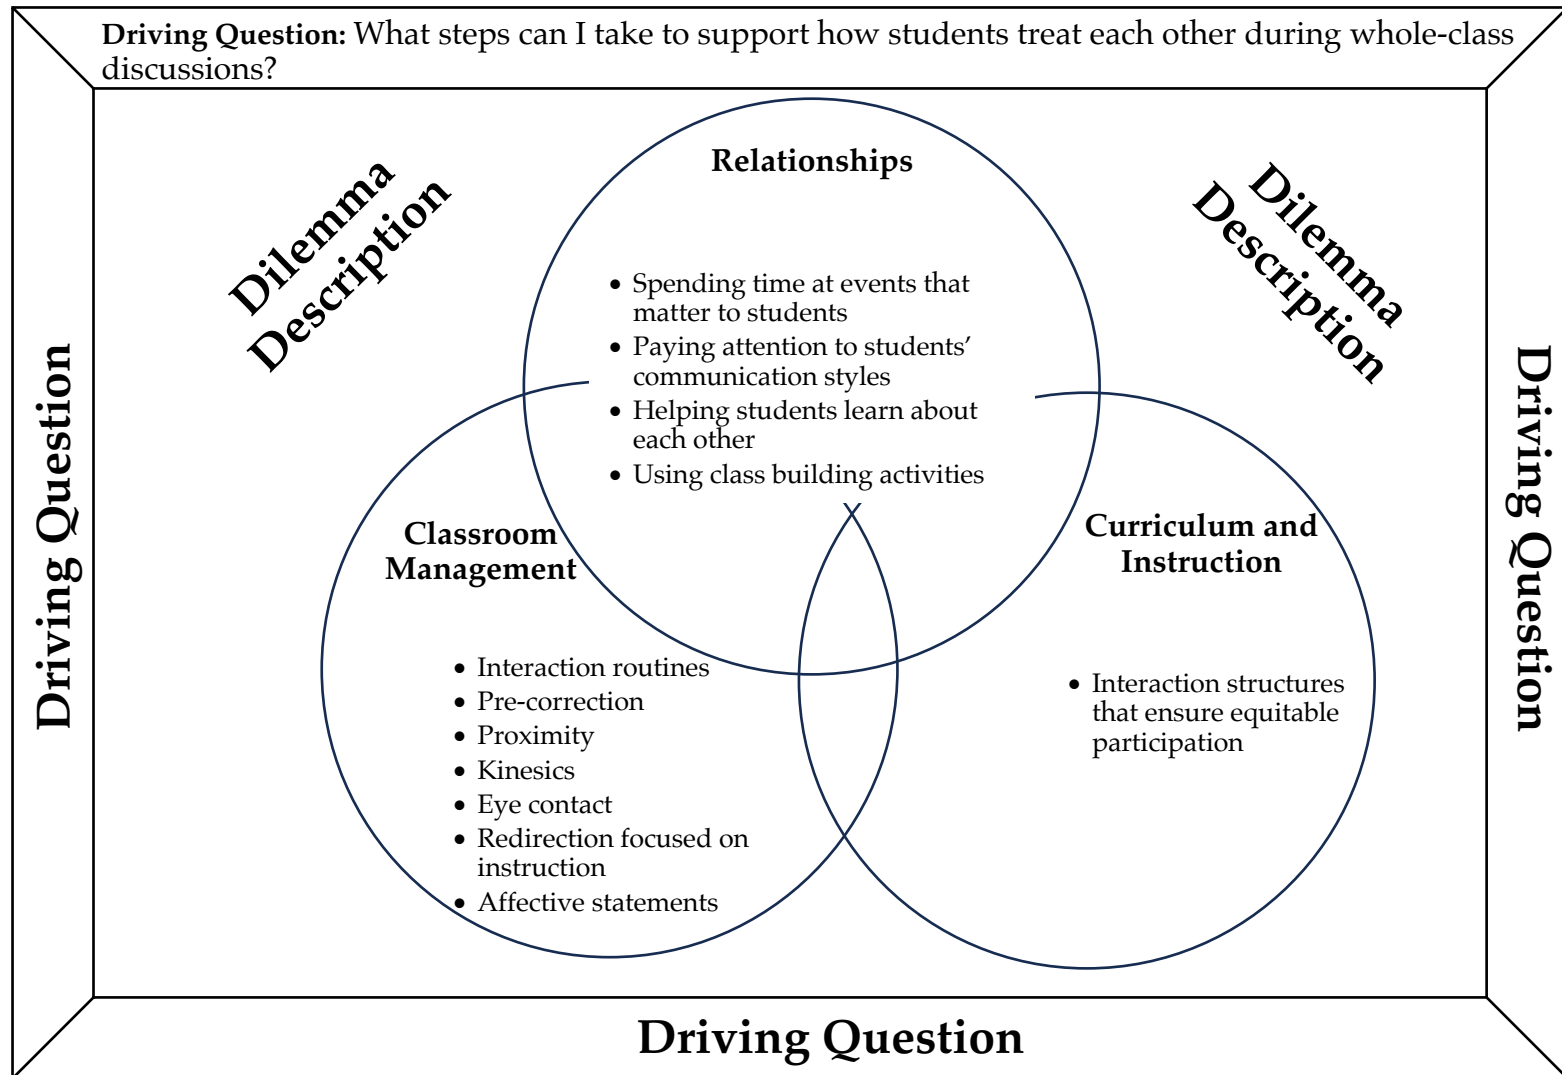 Driving Question: What steps can I take to support how students treat each other during whole-class
discussions?
Dilemma
Description
Dilemma
Description
Driving Question
Driving Question
Relationships
• Spending time at events that
matter to students
• Paying attention to students’
communication styles
• Helping students learn about
each other
• Using class building activities
Classroom
Management
• Interaction routines
• Pre-correction
• Proximity
• Kinesics
• Eye contact
• Redirection focused on
instruction
• Affective statements
Curriculum and
Instruction
• Interaction structures
that ensure equitable
participation
Driving Question